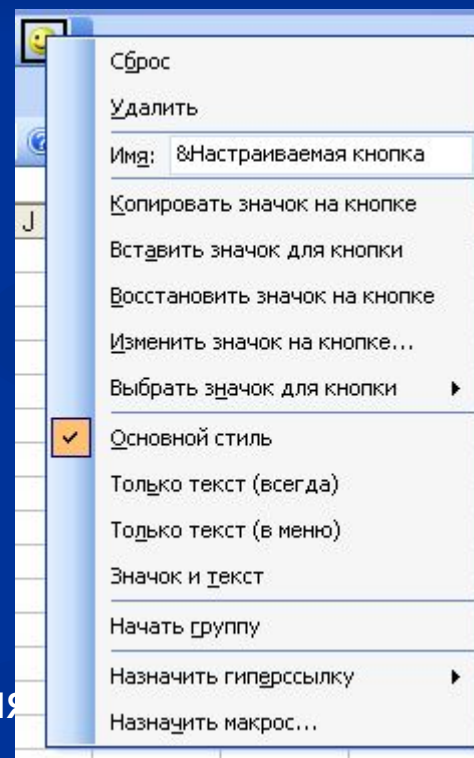 Сброс
Удалить
Имя: &Настраиваемая кнопка
J
Копировать значок на кнопке
Вставить значок для кнопки
Восстановить значок на кнопке
Изменить значок на кнопке...
Выбрать значок для кнопки
Основной стиль
Только текст (всегда)
Только текст (в меню)
Значок и текст
Начать группу
Назначить гиперссылку
Назначить макрос...